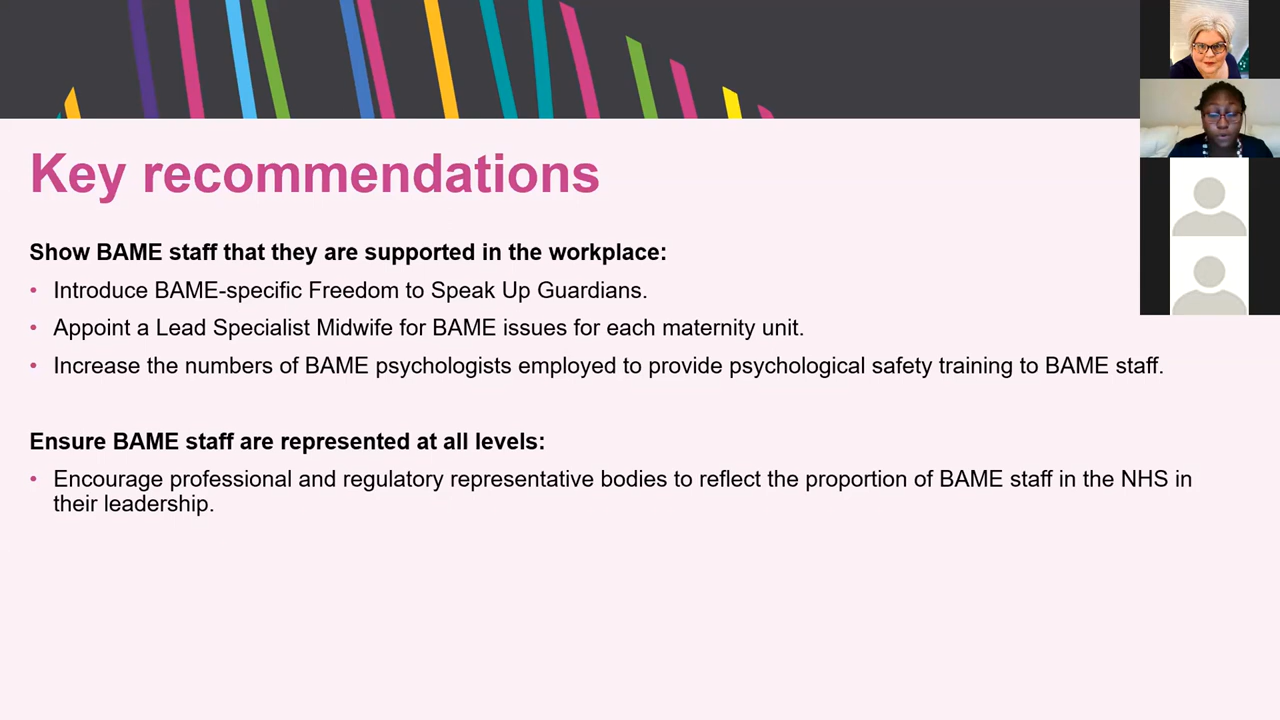 Key recommendations
Show BAME staff that they are supported in the workplace:
• Introduce BAME-specific Freedom to Speak Up Guardians.
• Appoint a Lead Specialist Midwife for BAME issues for each maternity unit.
• Increase the numbers of BAME psychologists employed to provide psychological safety training to BAME staff.
Ensure BAME staff are represented at all levels:
• Encourage professional and regulatory representative bodies to reflect the proportion of BAME staff in the NHS in
their leadership.